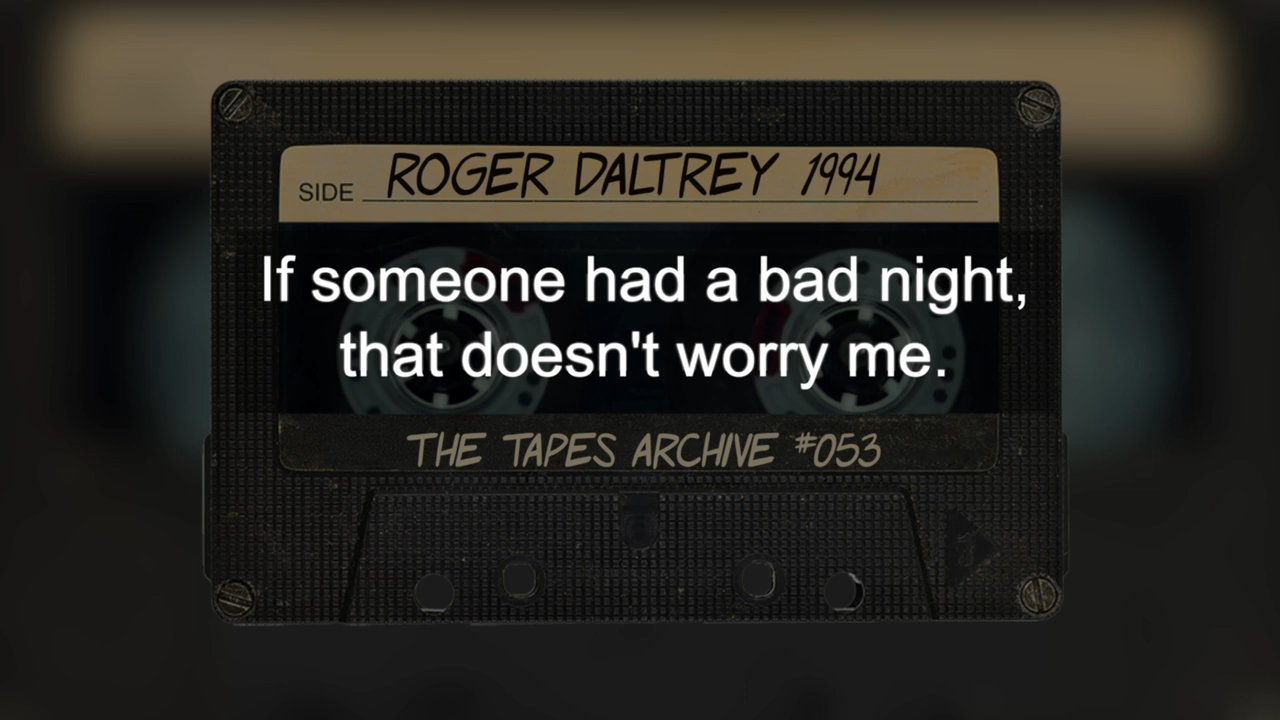 ROGER DALTREY 1994
SIDE
If someone had a bad night,
that doesn't worry me.
THE TAPES ARCHIVE #053